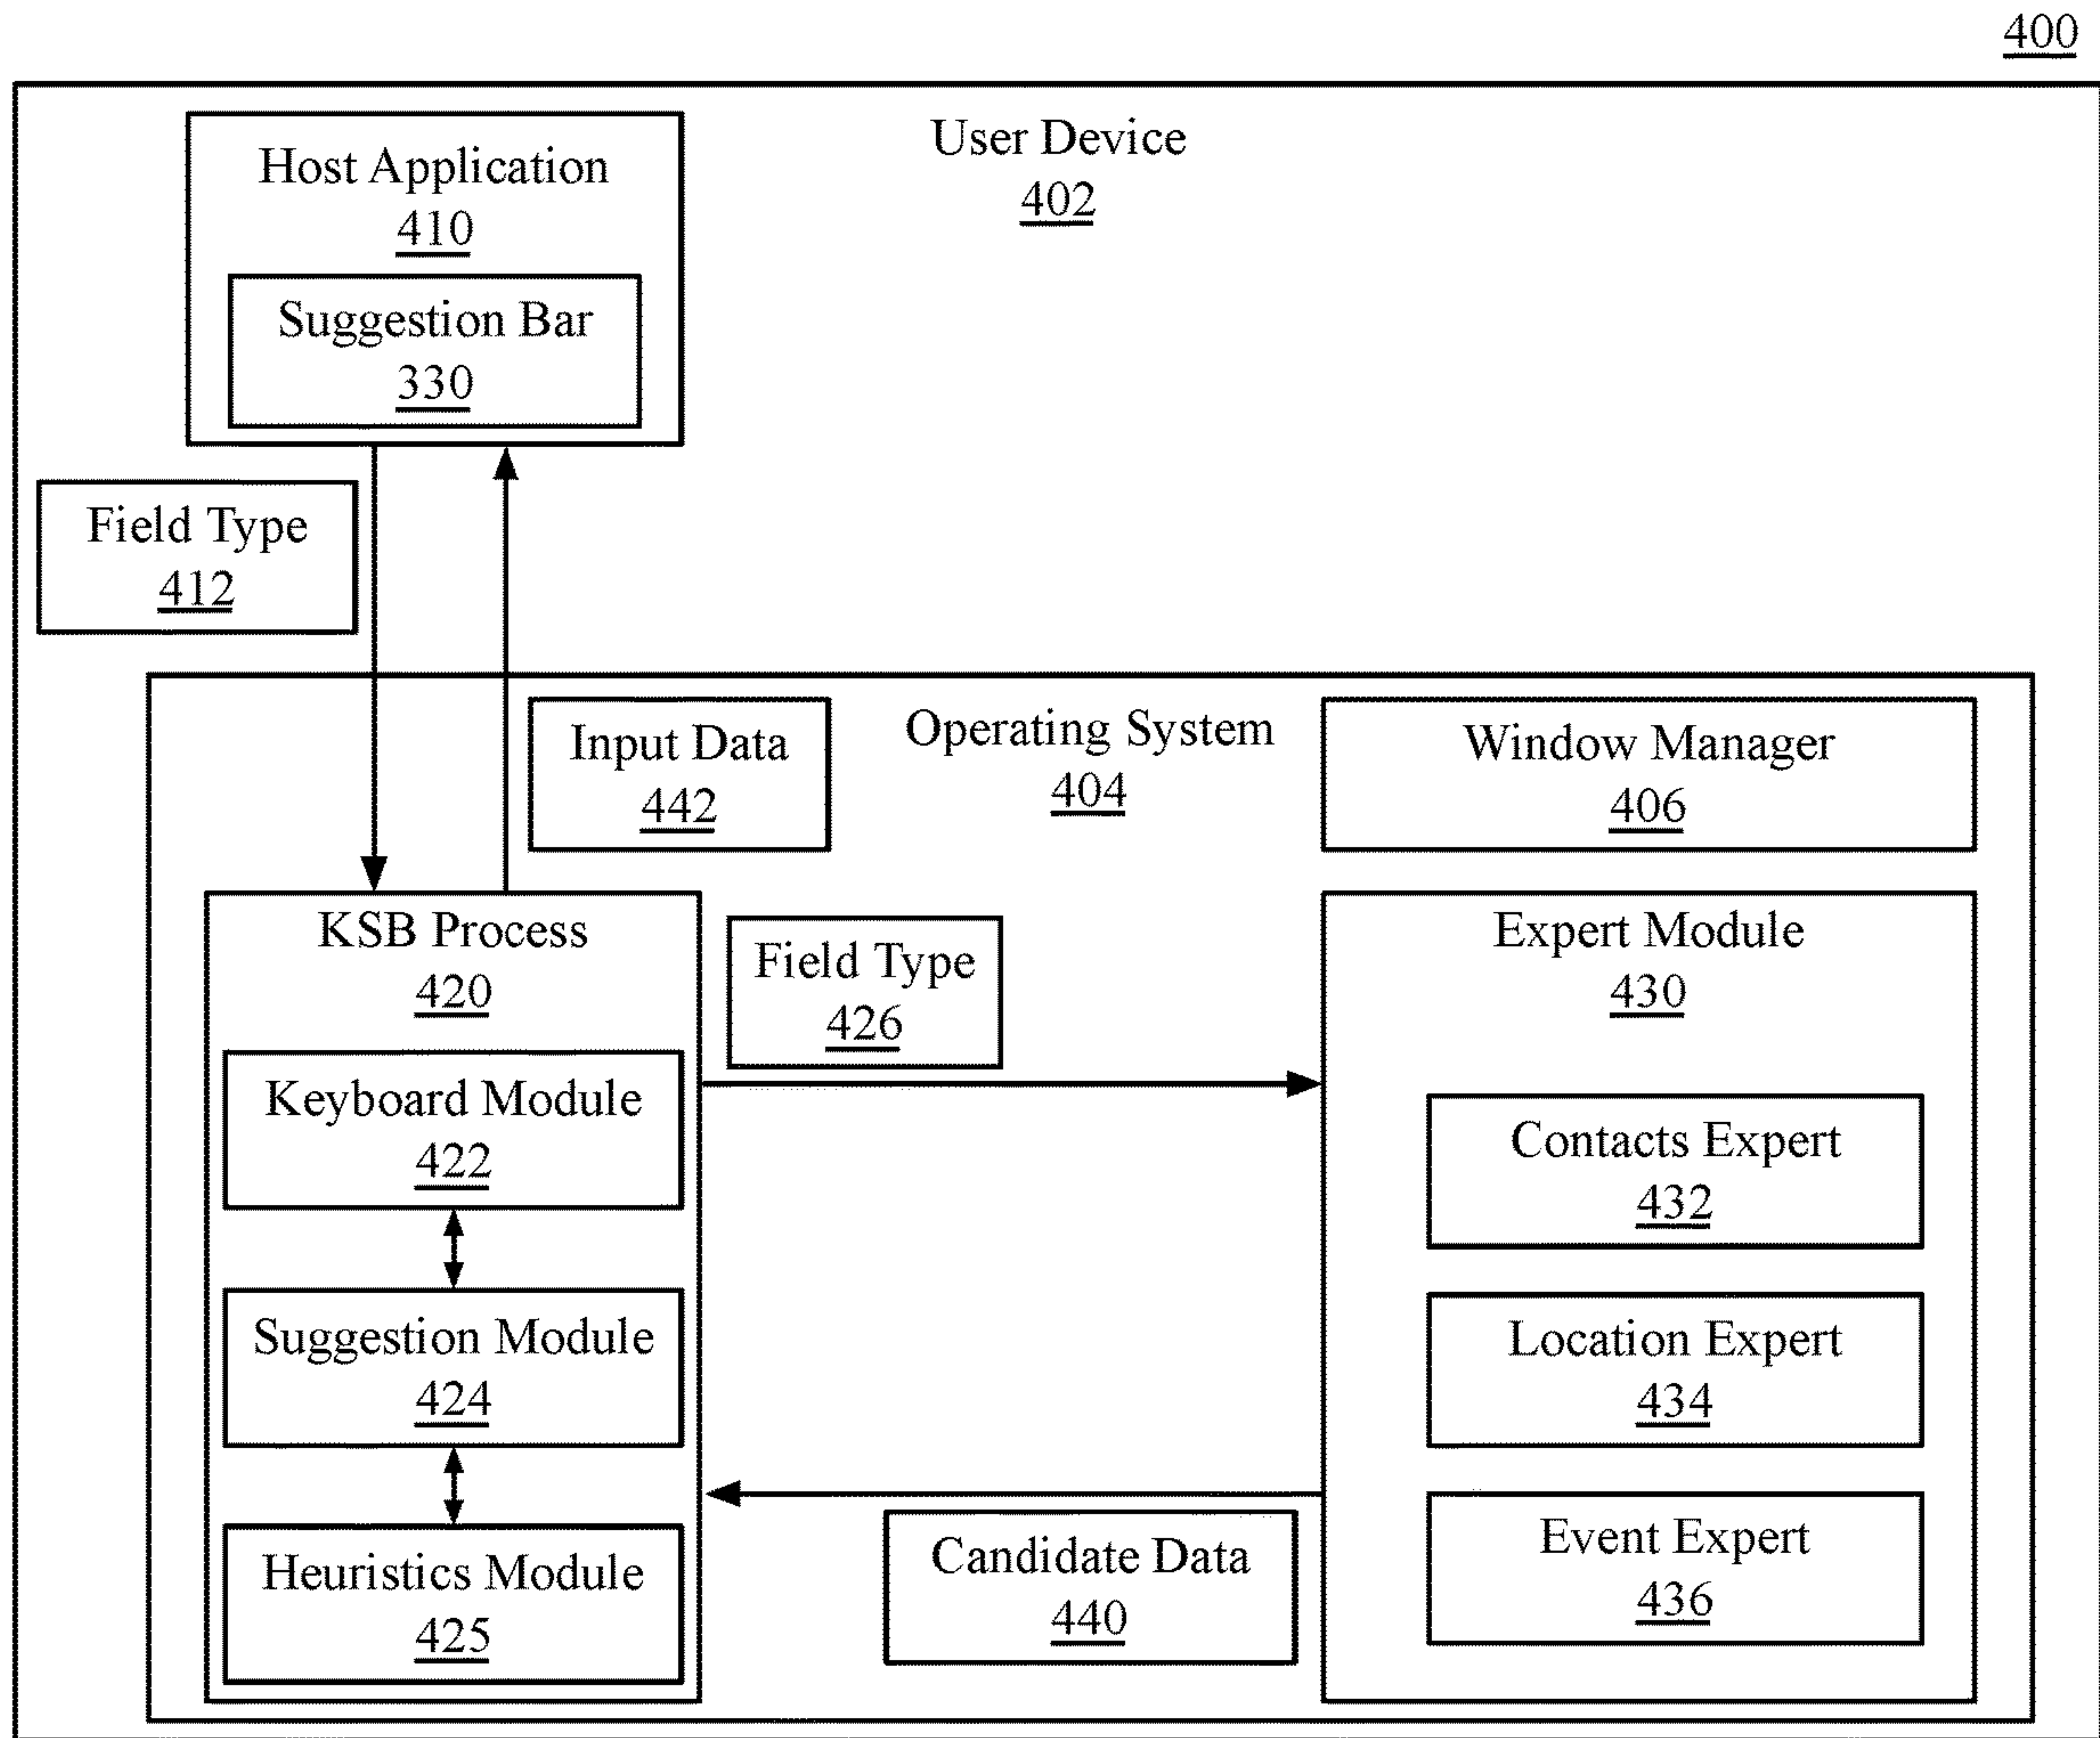 400
User Device
402
Host Application
410
Suggestion Bar
330
Field Type
412
Operating System
404
Input Data
442
Window Manager
406
KSB Process
420
Field Type
426
Expert Module
430
Keyboard Module
422
Contacts Expert
432
Suggestion Module
424
Location Expert
434
Heuristics Module
425
Candidate Data
440
Event Expert
436